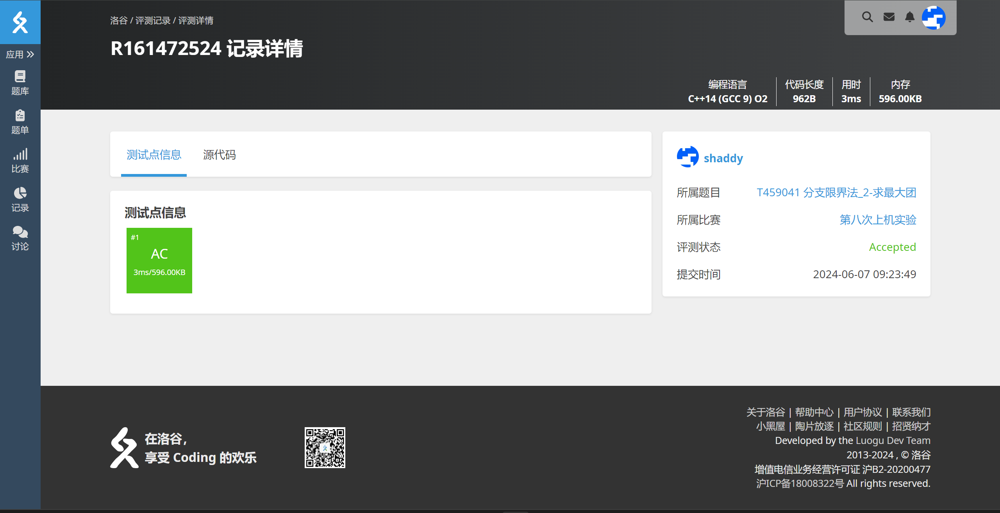 洛谷 / 评测记录 / 评测详情
R161472524 记录详情
应用
题库
题单
比赛
记录
讨论
编程语言
C++14 (GCC 9) O2
代码长度
962B
用时
3ms
内存
596.00KB
测试点信息
源代码
测试点信息
#1
AC
3ms/596.00KB
shaddy
所属题目 T459041 分支限界法_2-求最大团
所属比赛 第八次上机实验
评测状态 Accepted
提交时间 2024-06-07 09:23:49
在洛谷，
享受 Coding 的欢乐
关于洛谷 | 帮助中心 | 用户协议 | 联系我们
小黑屋 | 陶片放逐 | 社区规则 | 招贤纳才
Developed by the Luogu Dev Team
2013-2024 , © 洛谷
增值电信业务经营许可证 沪B2-20200477
沪ICP备18008322号 All rights reserved.